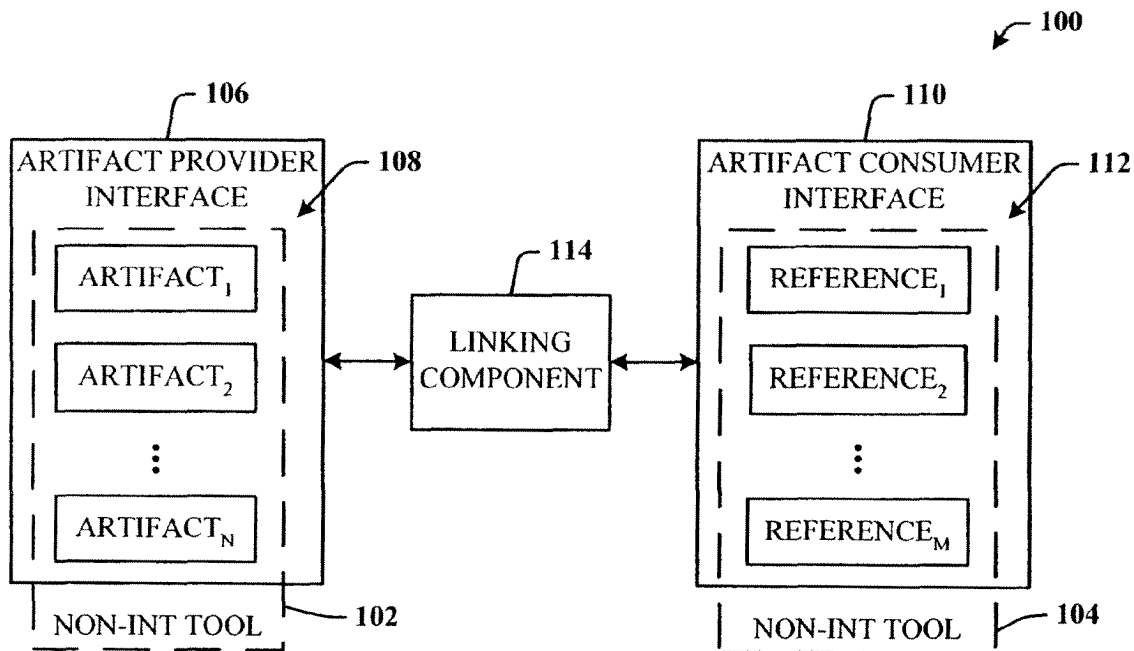 100
106
110
ARTIFACT PROVIDER
INTERFACE
108
ARTIFACT CONSUMER
INTERFACE
112
ARTIFACT1
114
REFERENCE1
LINKING
COMPONENT
ARTIFACT2
REFERENCE2
ARTIFACTN
REFERENCEM
NON-INT TOOL
102
NON-INT TOOL
104